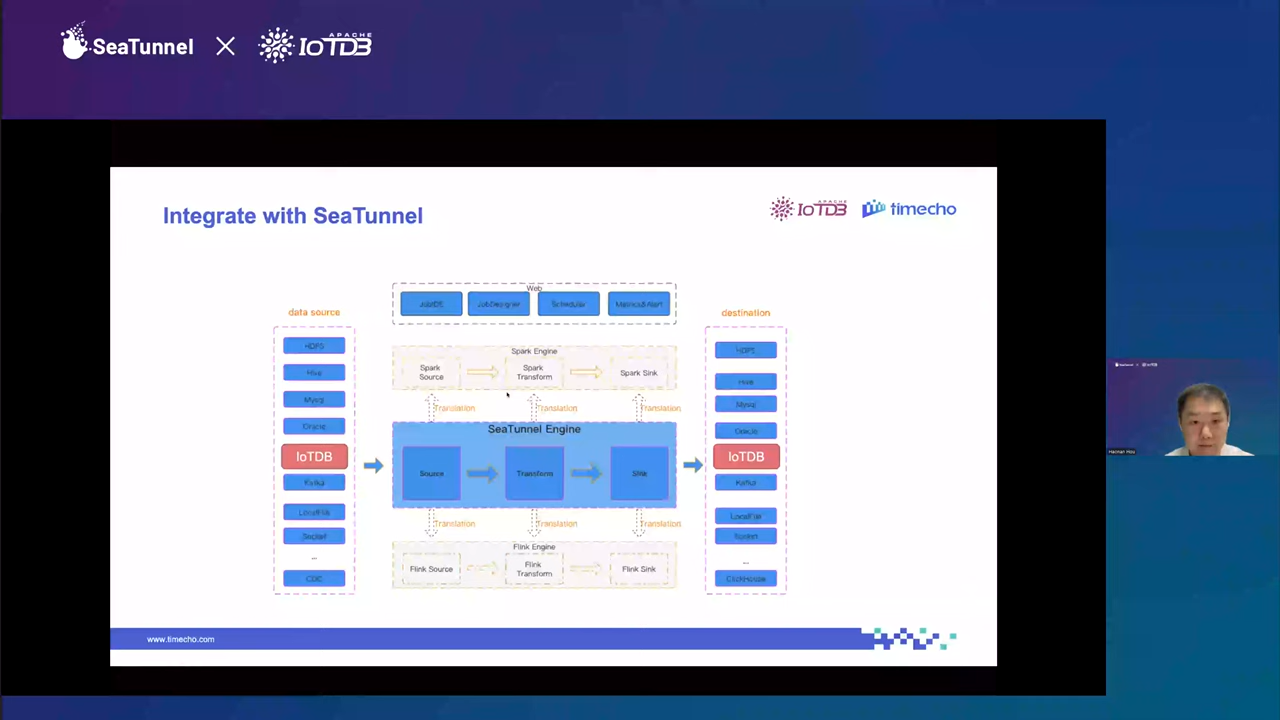 SeaTunnel
APACHE
IoTDB
Integrate with SeaTunnel
APACHE
IoTDB
timecho
data source
HDFS
Hive
Mysql
Oracle
IoTDB
Kafka
LocalFile
Socket
...
CDC
Web
JobIDE
JobDesigner
Scheduler
Spark Engine
Spark Source
Spark Transform
Spark Sink
Translation
Translation
Translation
SeaTunnel Engine
Source
Transform
Sink
Translation
Translation
Translation
Flink Engine
Flink Source
Flink Transform
Flink Sink
destination
HDFS
Hive
Mysql
Oracle
IoTDB
Kafka
LocalFile
...
ClickHouse
www.timecho.com